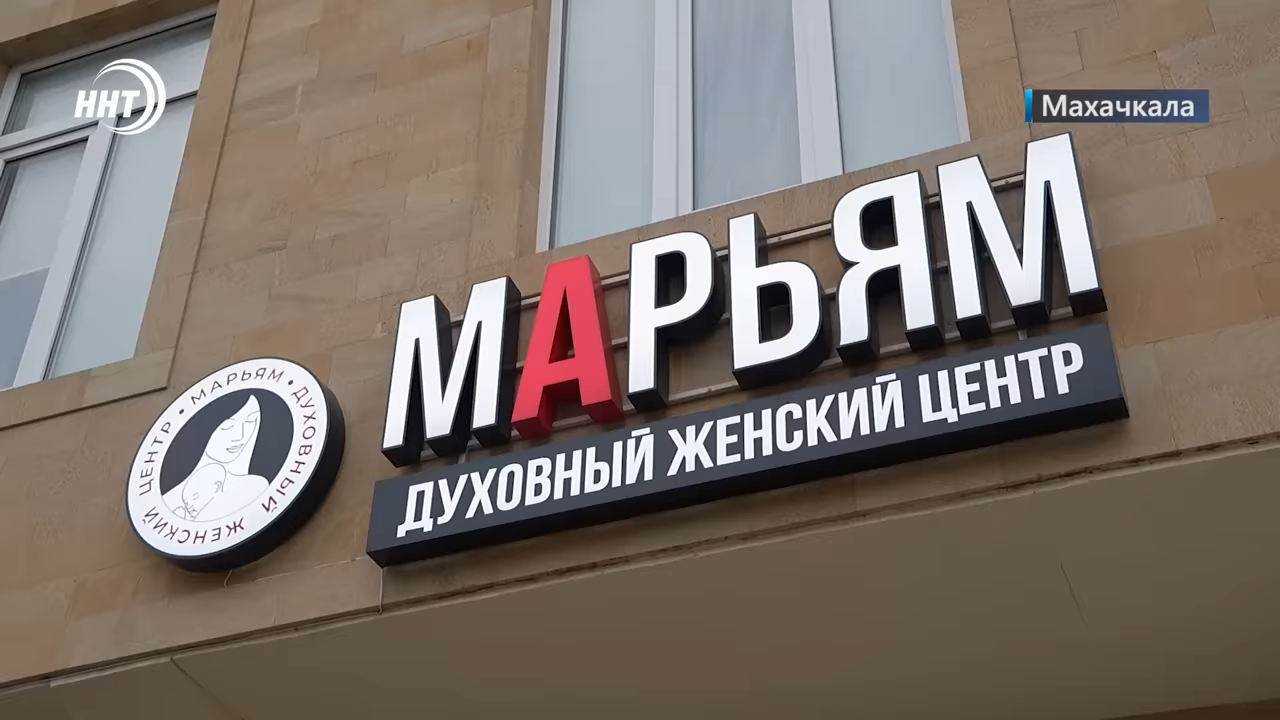 ННТ
Махачкала
МАРЬЯМ
ДУХОВНЫЙ ЖЕНСКИЙ ЦЕНТР
МАРЬЯМ • ДУХОВНЫЙ ЖЕНСКИЙ ЦЕНТР •